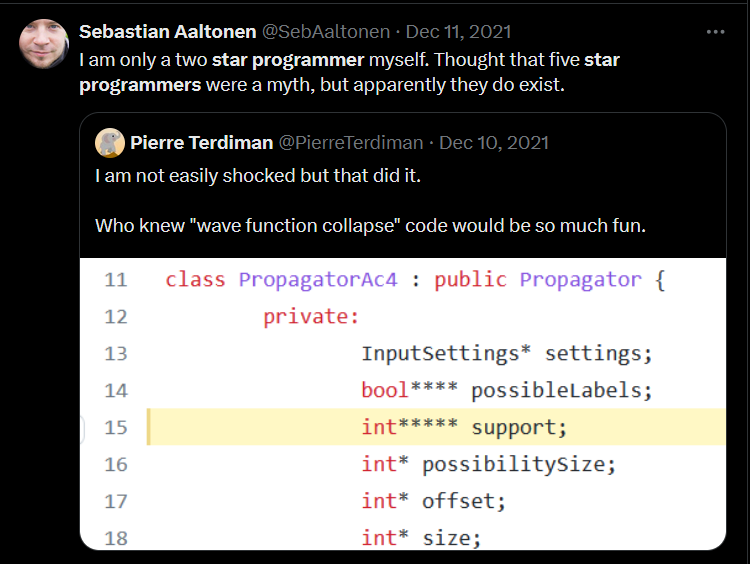 Sebastian Aaltonen @SebAaltonen · Dec 11, 2021
I am only a two star programmer myself. Thought that five star
programmers were a myth, but apparently they do exist.
Pierre Terdiman @PierreTerdiman · Dec 10, 2021
I am not easily shocked but that did it.
Who knew "wave function collapse" code would be so much fun.
11 class PropagatorAc4 : public Propagator {
12 private:
13 InputSettings* settings;
14 bool**** possibleLabels;
15 int***** support;
16 int* possibilitySize;
17 int* offset;
18 int* size;